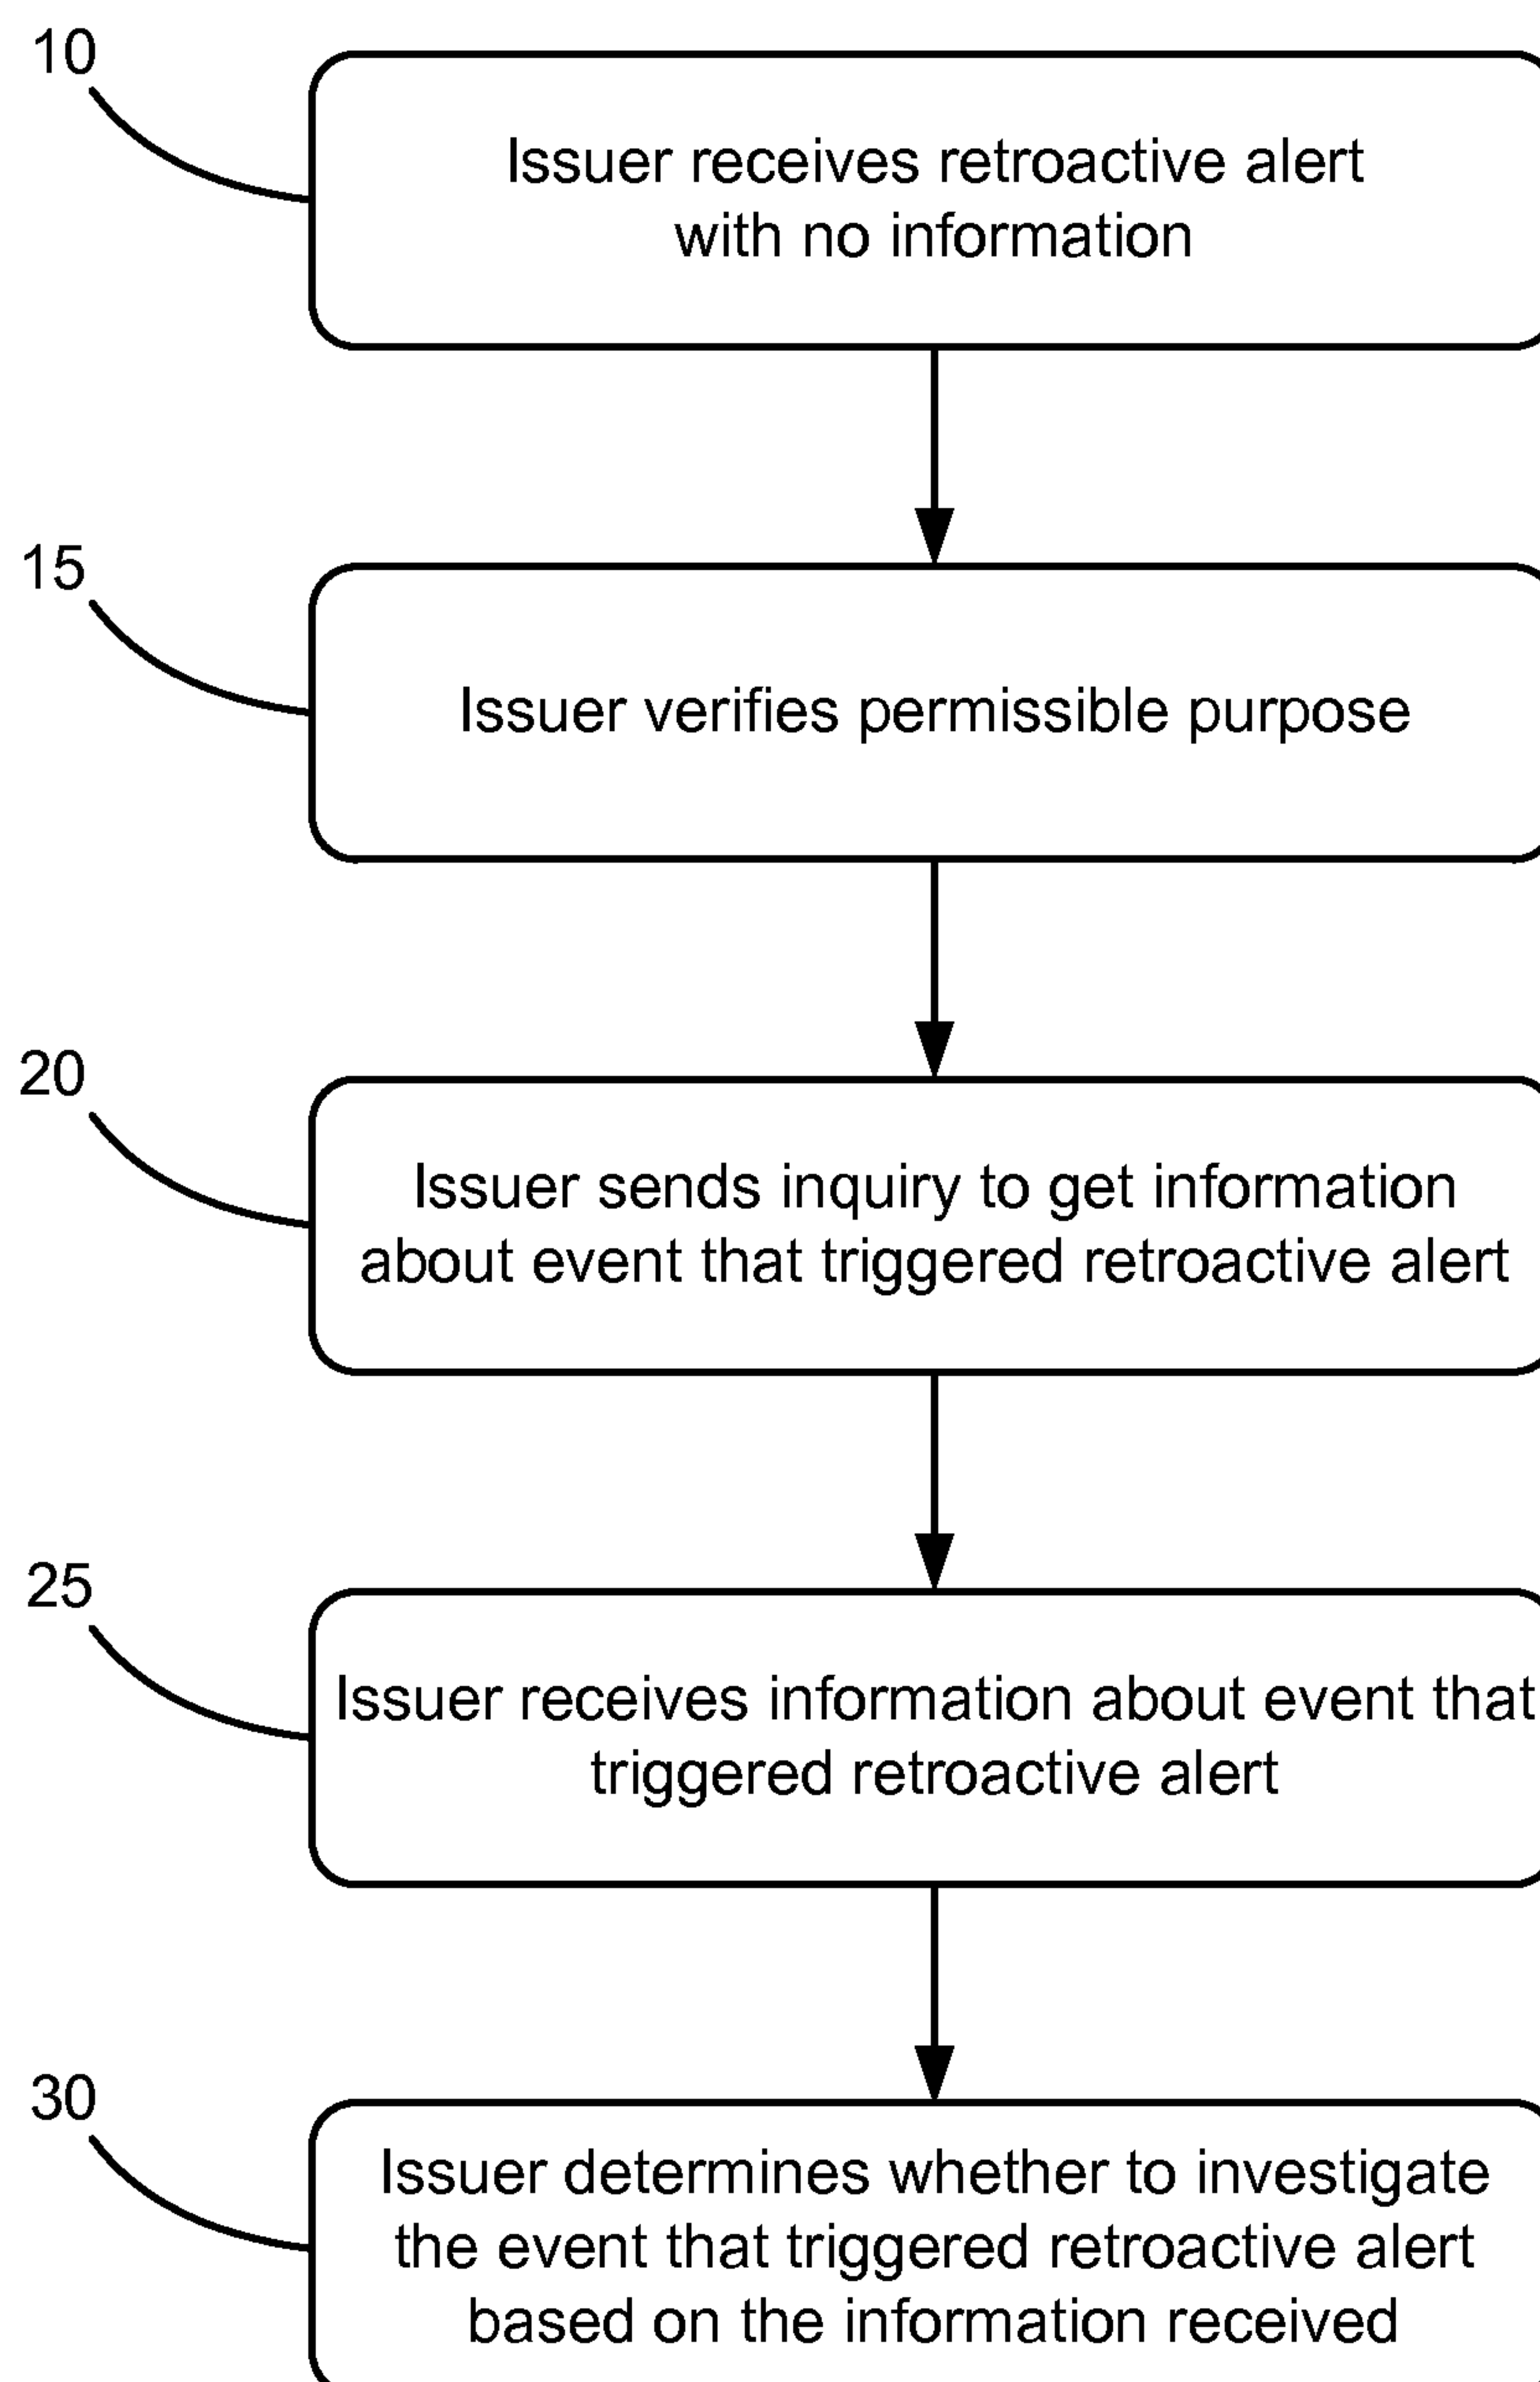 10
Issuer receives retroactive alert
with no information
15
Issuer verifies permissible purpose
20
Issuer sends inquiry to get information
about event that triggered retroactive alert
25
Issuer receives information about event that
triggered retroactive alert
30
Issuer determines whether to investigate
the event that triggered retroactive alert
based on the information received